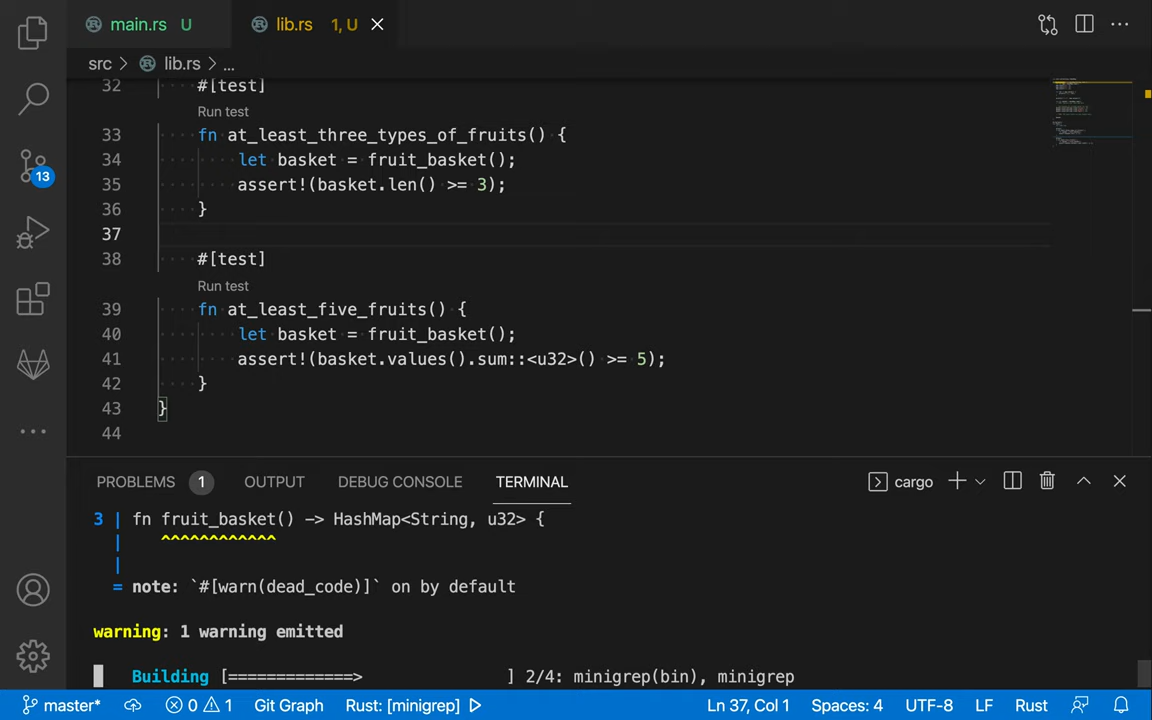 main.rs U lib.rs 1, U
src > lib.rs > ...
32 #[test]
Run test
33 fn at_least_three_types_of_fruits() {
34 let basket = fruit_basket();
35 assert!(basket.len() >= 3);
36 }
37
38 #[test]
Run test
39 fn at_least_five_fruits() {
40 let basket = fruit_basket();
41 assert!(basket.values().sum::<u32>() >= 5);
42 }
43 }
44
13
PROBLEMS 1 OUTPUT DEBUG CONSOLE TERMINAL cargo
3 | fn fruit_basket() -> HashMap<String, u32> {
| ^^^^^^^^^^^^
|
= note: `#[warn(dead_code)]` on by default
warning: 1 warning emitted
Building [=============> ] 2/4: minigrep(bin), minigrep
master* 0 1 Git Graph Rust: [minigrep] Ln 37, Col 1 Spaces: 4 UTF-8 LF Rust